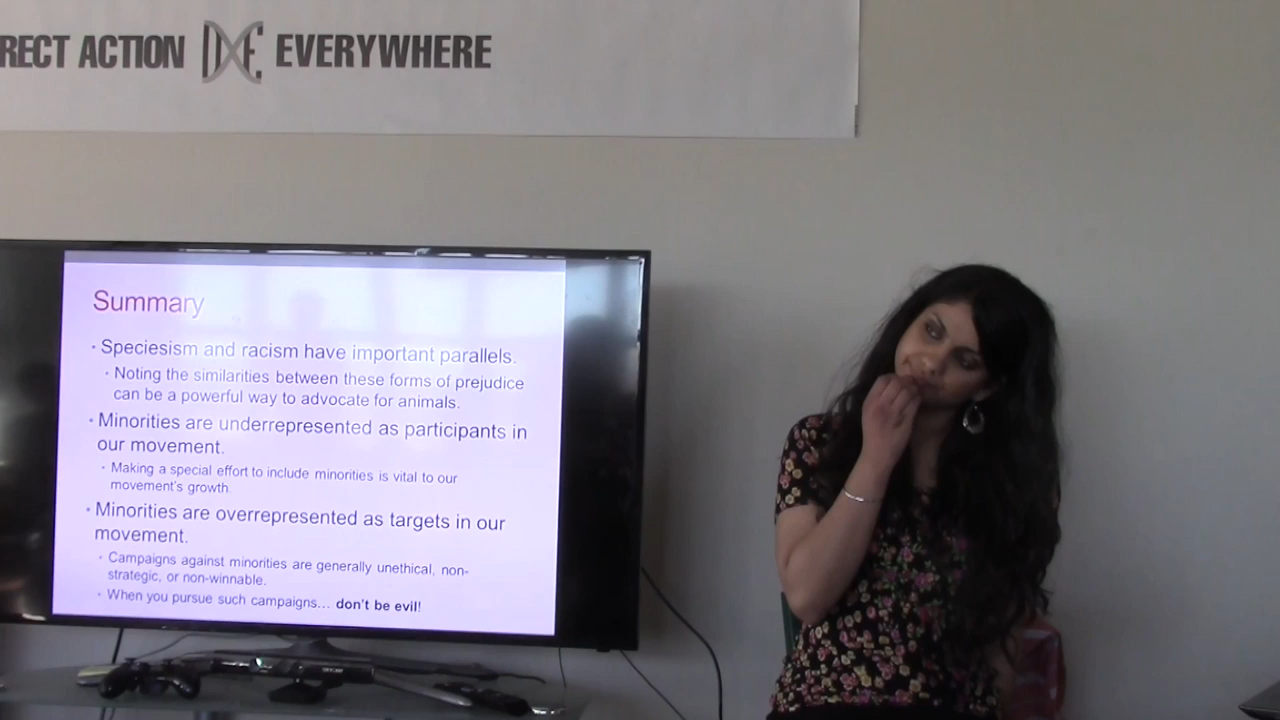 RECT ACTION DXE EVERYWHERE
Summary
· Speciesism and racism have important parallels.
· Noting the similarities between these forms of prejudice
can be a powerful way to advocate for animals.
· Minorities are underrepresented as participants in
our movement.
· Making a special effort to include minorities is vital to our
movement's growth.
· Minorities are overrepresented as targets in our
movement.
· Campaigns against minorities are generally unethical, non-
strategic, or non-winnable.
· When you pursue such campaigns... don't be evil!